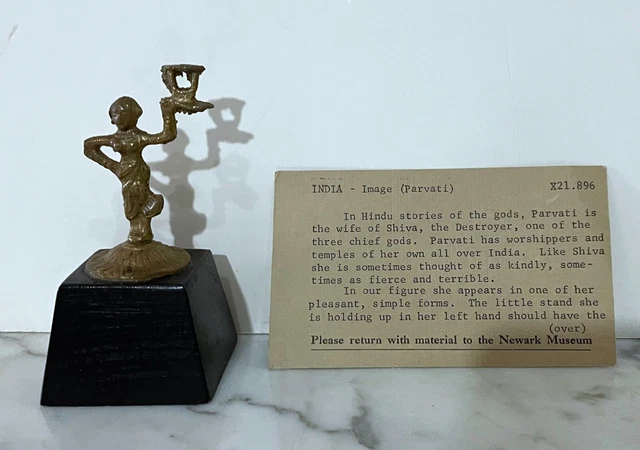 INDIA - Image (Parvati) X21.896
In Hindu stories of the gods, Parvati is
the wife of Shiva, the Destroyer, one of the
three chief gods. Parvati has worshippers and
temples of her own all over India. Like Shiva
she is sometimes thought of as kindly, some-
times as fierce and terrible.
In our figure she appears in one of her
pleasant, simple forms. The little stand she
is holding up in her left hand should have the
(over)
Please return with material to the Newark Museum